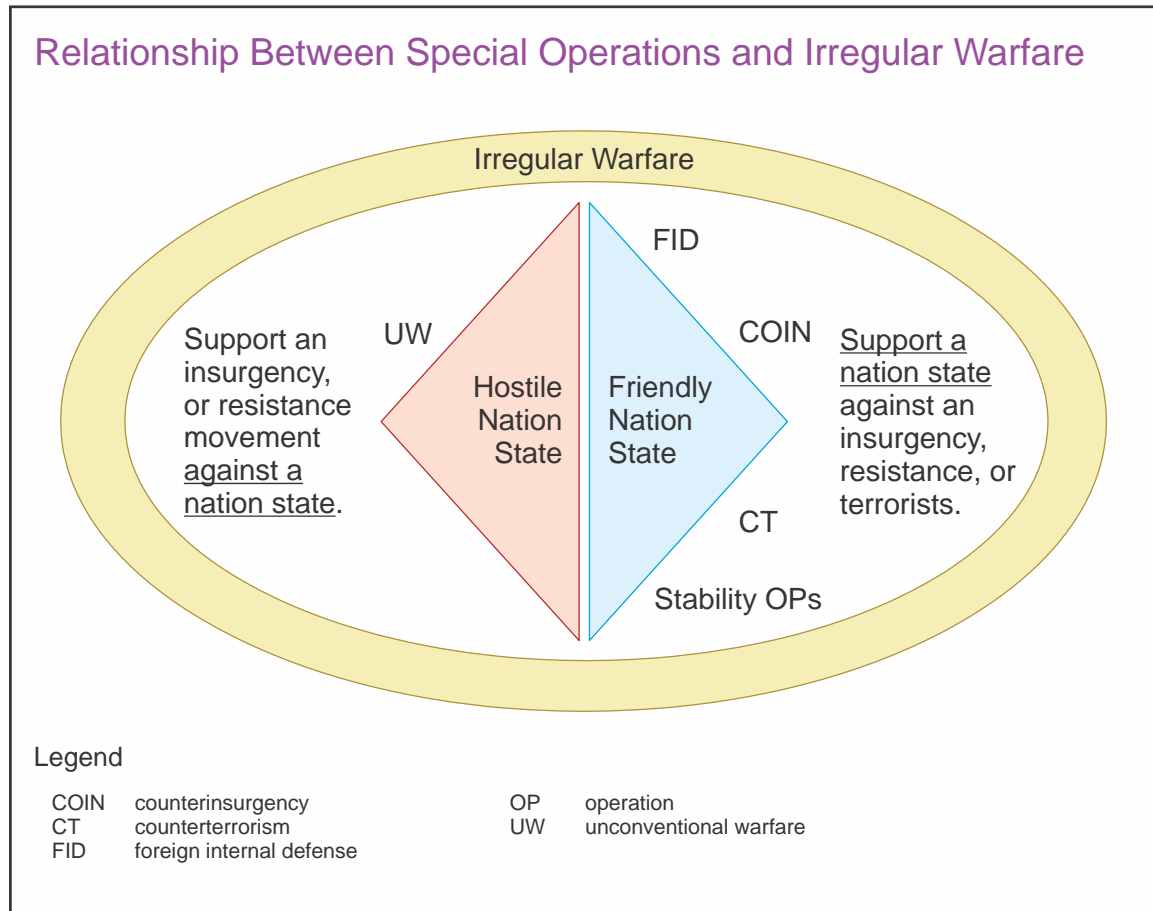 Relationship Between Special Operations and Irregular Warfare
Irregular Warfare
Support an
insurgency,
or resistance
movement
against a
nation state.
UW
Hostile
Nation
State
Friendly
Nation
State
FID
COIN
CT
Stability OPs
Support a
nation state
against an
insurgency,
resistance, or
terrorists.
Legend
COIN counterinsurgency
CT counterterrorism
FID foreign internal defense
OP operation
UW unconventional warfare